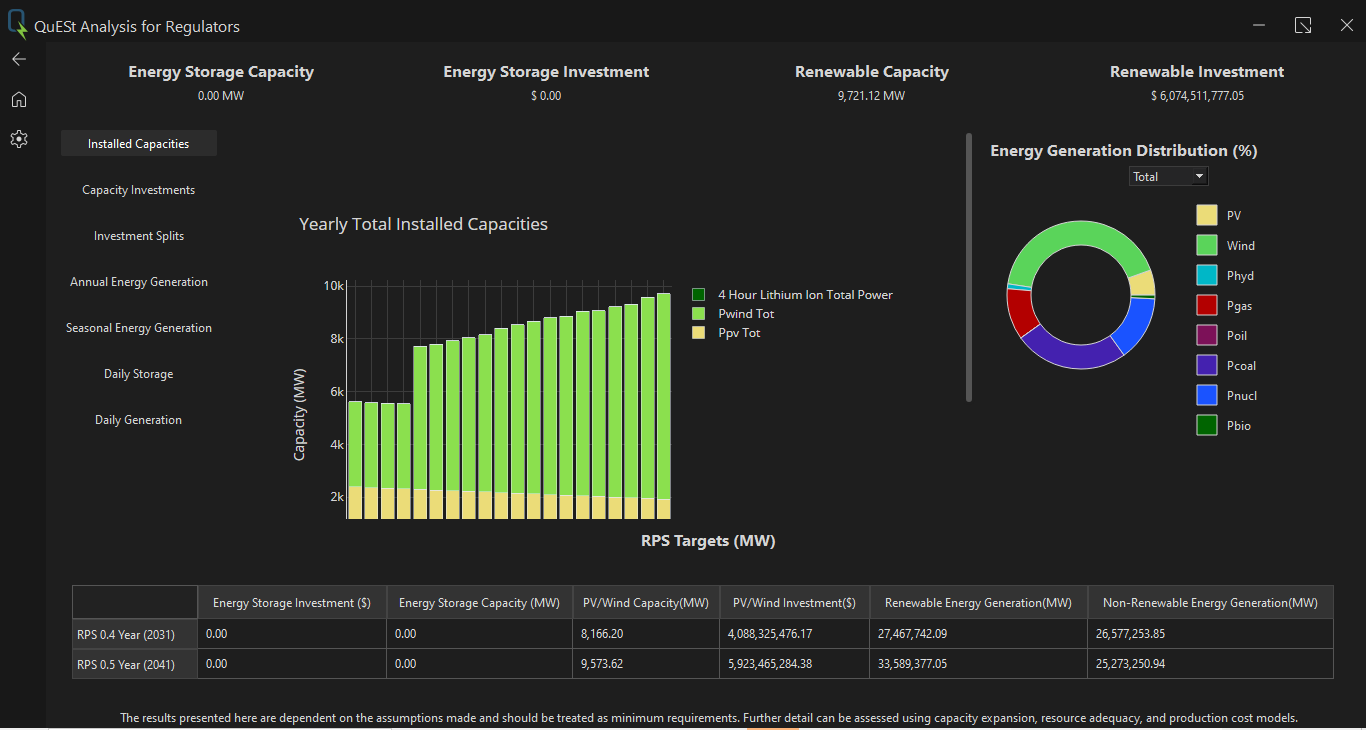 QuESt Analysis for Regulators
Energy Storage Capacity
0.00 MW
Energy Storage Investment
$ 0.00
Renewable Capacity
9,721.12 MW
Renewable Investment
$ 6,074,511,777.05
Installed Capacities
Capacity Investments
Investment Splits
Annual Energy Generation
Seasonal Energy Generation
Daily Storage
Daily Generation
Yearly Total Installed Capacities
10k
8k
6k
4k
2k
Capacity (MW)
4 Hour Lithium Ion Total Power
Pwind Tot
Ppv Tot
Energy Generation Distribution (%)
Total
PV
Wind
Phyd
Pgas
Poil
Pcoal
Pnucl
Pbio
RPS Targets (MW)
Energy Storage Investment ($) Energy Storage Capacity (MW) PV/Wind Capacity(MW) PV/Wind Investment($) Renewable Energy Generation(MW) Non-Renewable Energy Generation(MW)
RPS 0.4 Year (2031) 0.00 0.00 8,166.20 4,088,325,476.17 27,467,742.09 26,577,253.85
RPS 0.5 Year (2041) 0.00 0.00 9,573.62 5,923,465,284.38 33,589,377.05 25,273,250.94
The results presented here are dependent on the assumptions made and should be treated as minimum requirements. Further detail can be assessed using capacity expansion, resource adequacy, and production cost models.